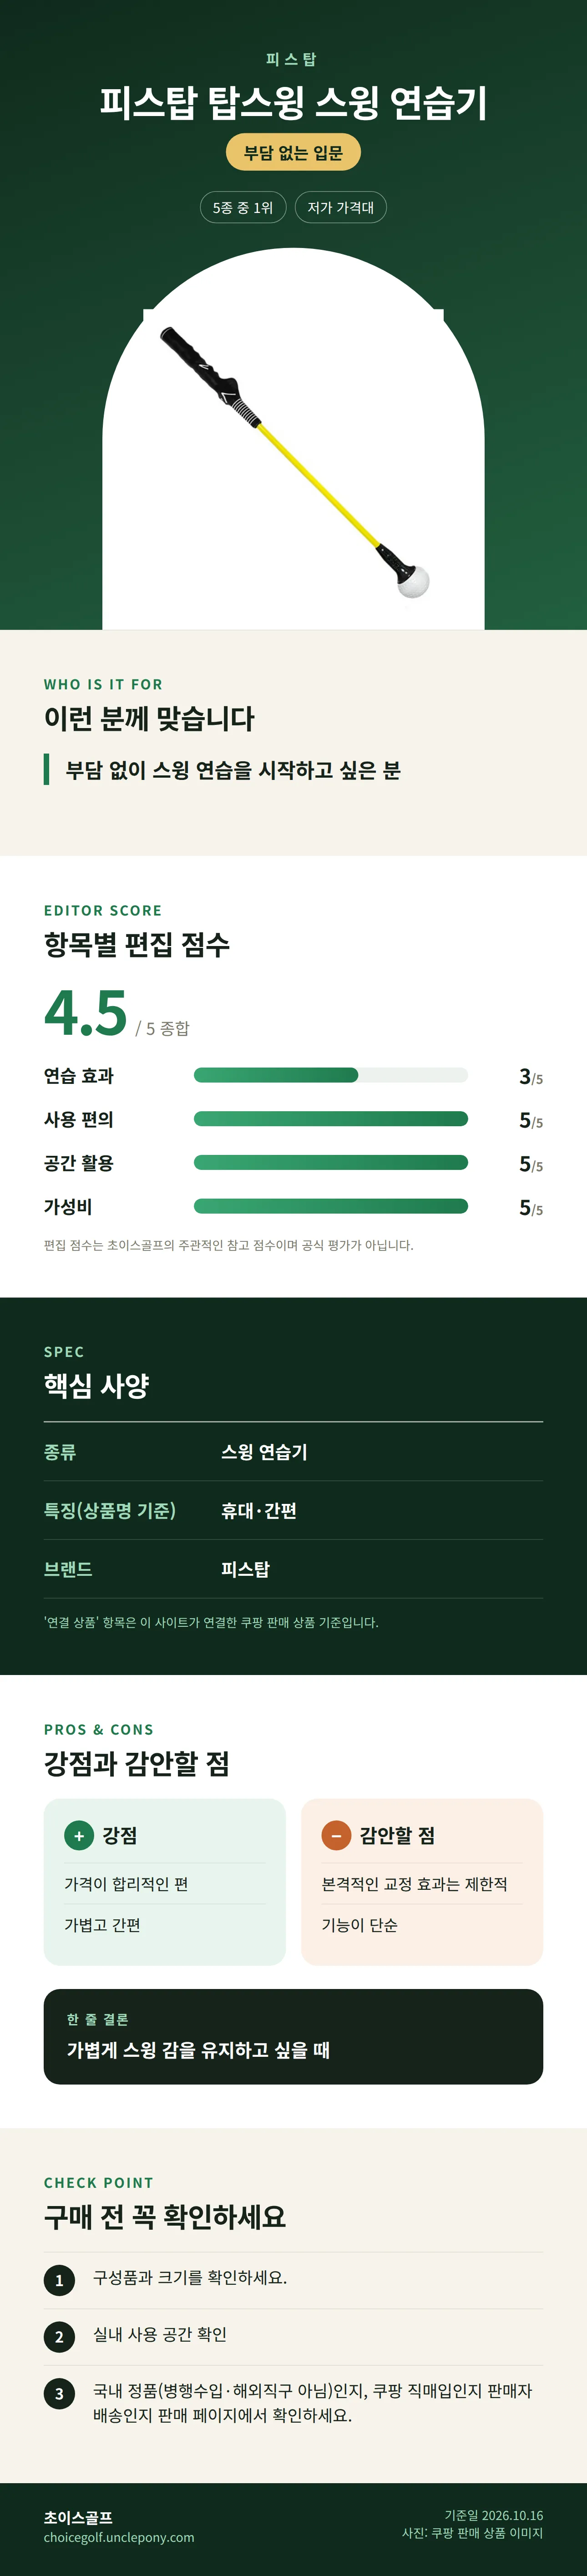 피스탑
피스탑 탑스윙 스윙 연습기
부담 없는 입문
5종 중 1위
저가 가격대
WHO IS IT FOR
이런 분께 맞습니다
부담 없이 스윙 연습을 시작하고 싶은 분
EDITOR SCORE
항목별 편집 점수
4.5 / 5 종합
연습 효과 3/5
사용 편의 5/5
공간 활용 5/5
가성비 5/5
편집 점수는 초이스골프의 주관적인 참고 점수이며 공식 평가가 아닙니다.
SPEC
핵심 사양
종류 스윙 연습기
특징(상품명 기준) 휴대·간편
브랜드 피스탑
'연결 상품' 항목은 이 사이트가 연결한 쿠팡 판매 상품 기준입니다.
PROS & CONS
강점과 감안할 점
+ 강점
가격이 합리적인 편
가볍고 간편
− 감안할 점
본격적인 교정 효과는 제한적
기능이 단순
한 줄 결론
가볍게 스윙 감을 유지하고 싶을 때
CHECK POINT
구매 전 꼭 확인하세요
1 구성품과 크기를 확인하세요.
2 실내 사용 공간 확인
3 국내 정품(병행수입·해외직구 아님)인지, 쿠팡 직매입인지 판매자
배송인지 판매 페이지에서 확인하세요.
초이스골프
choicegolf.unclepony.com
기준일 2026.10.16
사진: 쿠팡 판매 상품 이미지